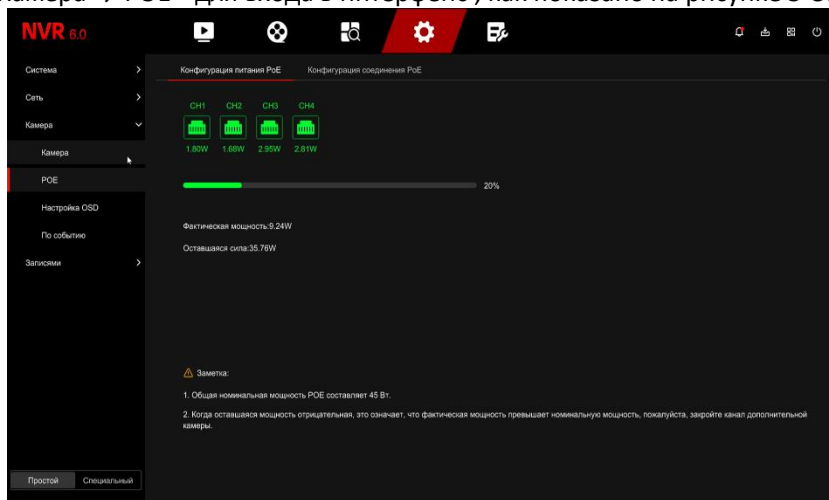 NVR 6.0
Система
Сеть
Камера
Камера
POE
Настройка OSD
По событию
Записями
Простой Специальный
Конфигурация питания PoE Конфигурация соединения PoE
CH1 CH2 CH3 CH4
1.80W 1.68W 2.95W 2.81W
20%
Фактическая мощность:9.24W
Оставшаяся сила:35.76W
Заметка:
1. Общая номинальная мощность POE составляет 45 Вт.
2. Когда оставшаяся мощность отрицательная, это означает, что фактическая мощность превышает номинальную мощность, пожалуйста, закройте канал дополнительной
камеры.